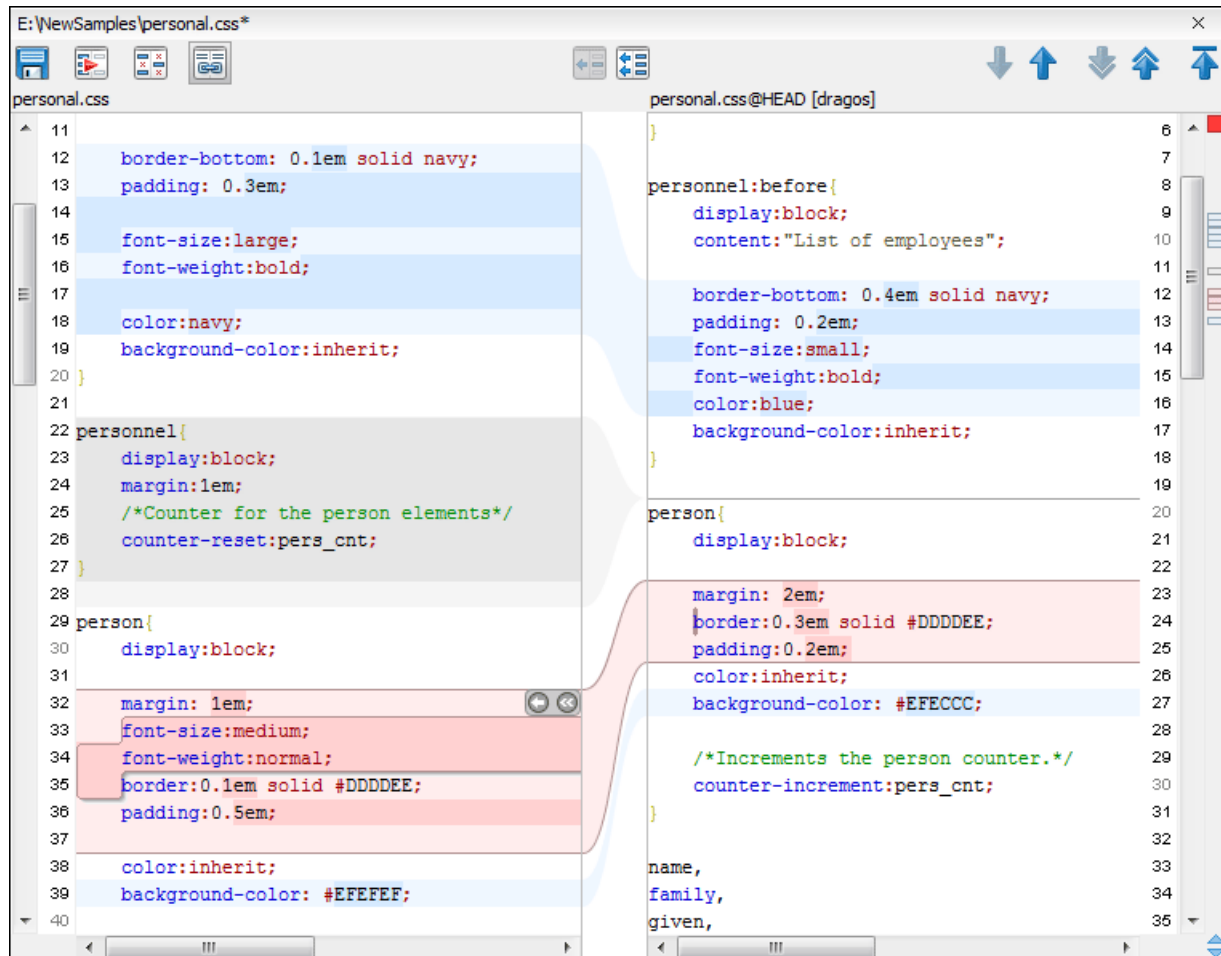 E:\NewSamples\personal.css*
personal.css
11
12 border-bottom: 0.1em solid navy;
13 padding: 0.3em;
14
15 font-size:large;
16 font-weight:bold;
17
18 color:navy;
19 background-color:inherit;
20 }
21
22 personnel{
23 display:block;
24 margin:1em;
25 /*Counter for the person elements*/
26 counter-reset:pers_cnt;
27 }
28
29 person{
30 display:block;
31
32 margin: 1em;
33 font-size:medium;
34 font-weight:normal;
35 border:0.1em solid #DDDDEE;
36 padding:0.5em;
37
38 color:inherit;
39 background-color: #EFEFEF;
40
personal.css@HEAD [dragos]
} 6
7
personnel:before{ 8
display:block; 9
content:"List of employees"; 10
11
border-bottom: 0.4em solid navy; 12
padding: 0.2em; 13
font-size:small; 14
font-weight:bold; 15
color:blue; 16
background-color:inherit; 17
} 18
19
person{ 20
display:block; 21
22
margin: 2em; 23
border:0.3em solid #DDDDEE; 24
padding:0.2em; 25
color:inherit; 26
background-color: #EFECCC; 27
28
/*Increments the person counter.*/ 29
counter-increment:pers_cnt; 30
} 31
32
name, 33
family, 34
given, 35